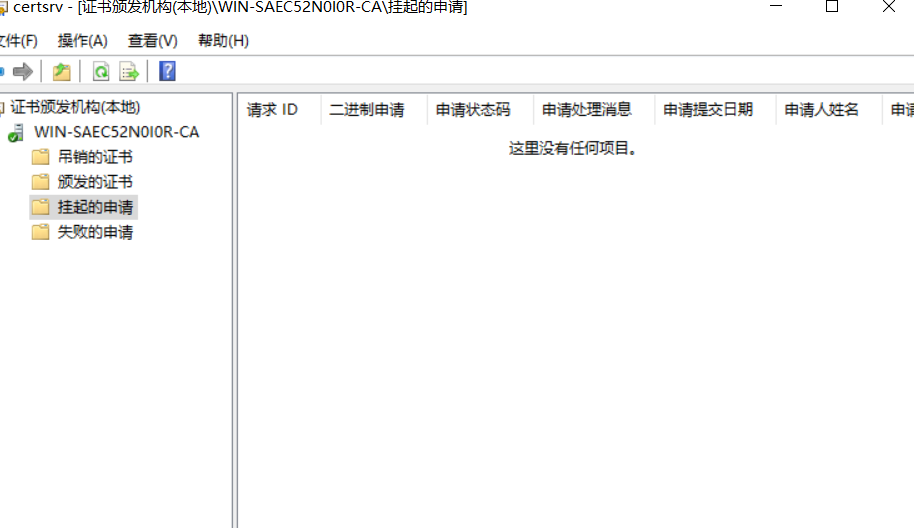 certsrv - [证书颁发机构(本地)\WIN-SAEC52N0I0R-CA\挂起的申请]
文件(F) 操作(A) 查看(V) 帮助(H)
证书颁发机构(本地)
WIN-SAEC52N0I0R-CA
吊销的证书
颁发的证书
挂起的申请
失败的申请
请求 ID 二进制申请 申请状态码 申请处理消息 申请提交日期 申请人姓名 申请
这里没有任何项目。